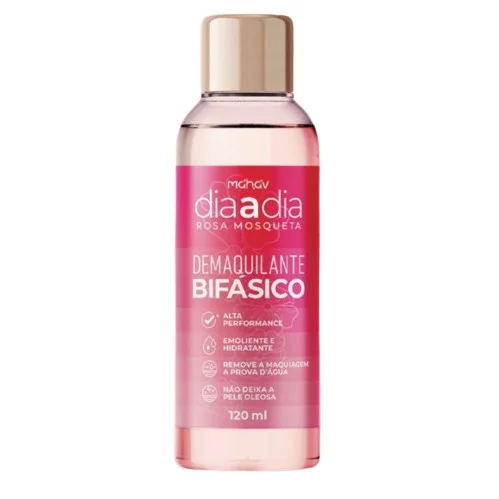 mahav
diaadia
ROSA MOSQUETA
DEMAQUILANTE
BIFÁSICO
ALTA
PERFORMANCE
EMOLIENTE E
HIDRATANTE
REMOVE A MAQUIAGEM
A PROVA D'ÁGUA
NÃO DEIXA A
PELE OLEOSA
120 ml